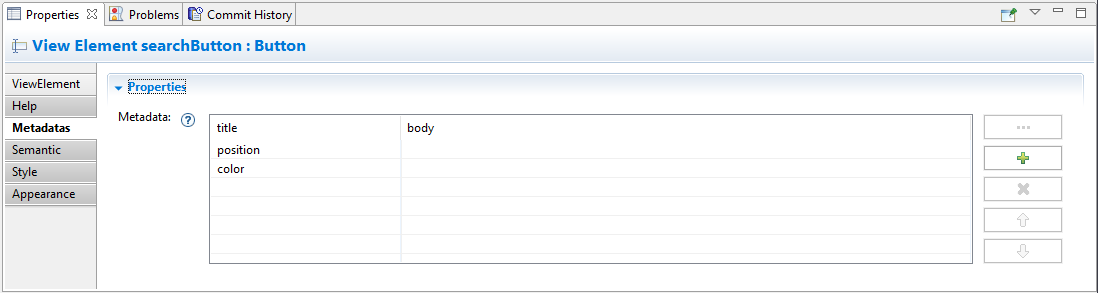 Properties Problems Commit History
View Element searchButton : Button
ViewElement
Help
Metadatas
Semantic
Style
Appearance
Properties
Metadata: ?
title body
position
color